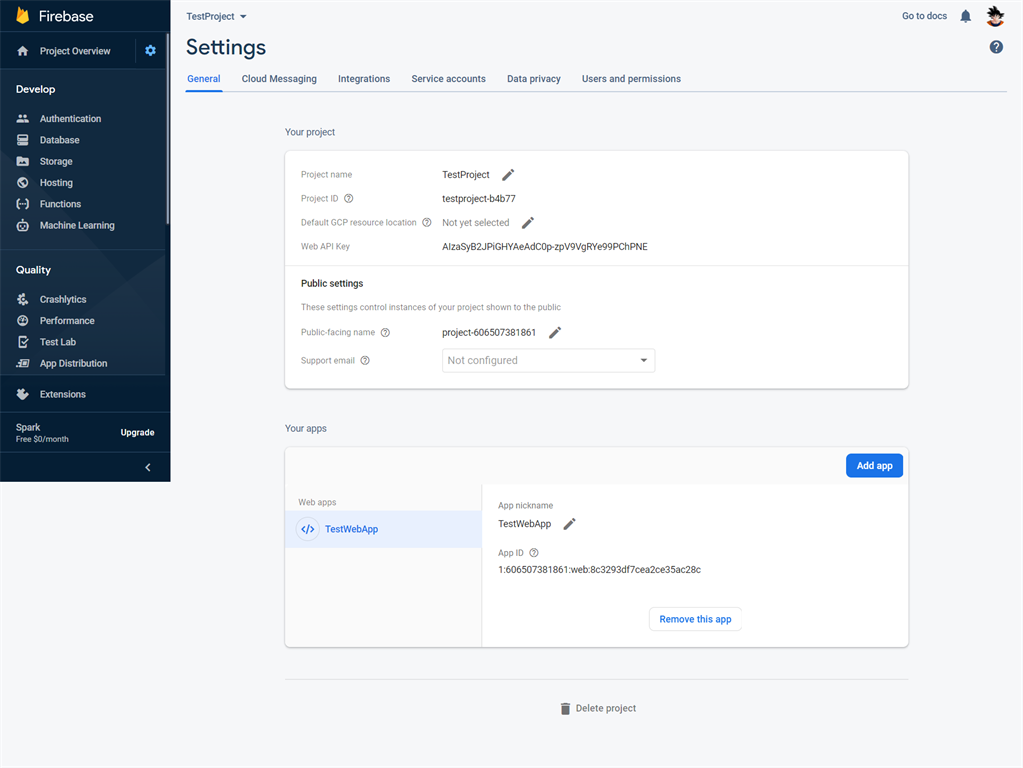 Firebase
Project Overview
Develop
Authentication
Database
Storage
Hosting
Functions
Machine Learning
Quality
Crashlytics
Performance
Test Lab
App Distribution
Extensions
Spark
Free $0/month
Upgrade
TestProject
Go to docs
Settings
General Cloud Messaging Integrations Service accounts Data privacy Users and permissions
Your project
Project name TestProject
Project ID testproject-b4b77
Default GCP resource location Not yet selected
Web API Key AIzaSyB2JPiGHYAeAdC0p-zpV9VgRYe99PChPNE
Public settings
These settings control instances of your project shown to the public
Public-facing name project-606507381861
Support email Not configured
Your apps
Add app
Web apps
TestWebApp
App nickname
TestWebApp
App ID
1:606507381861:web:8c3293df7cea2ce35ac28c
Remove this app
Delete project